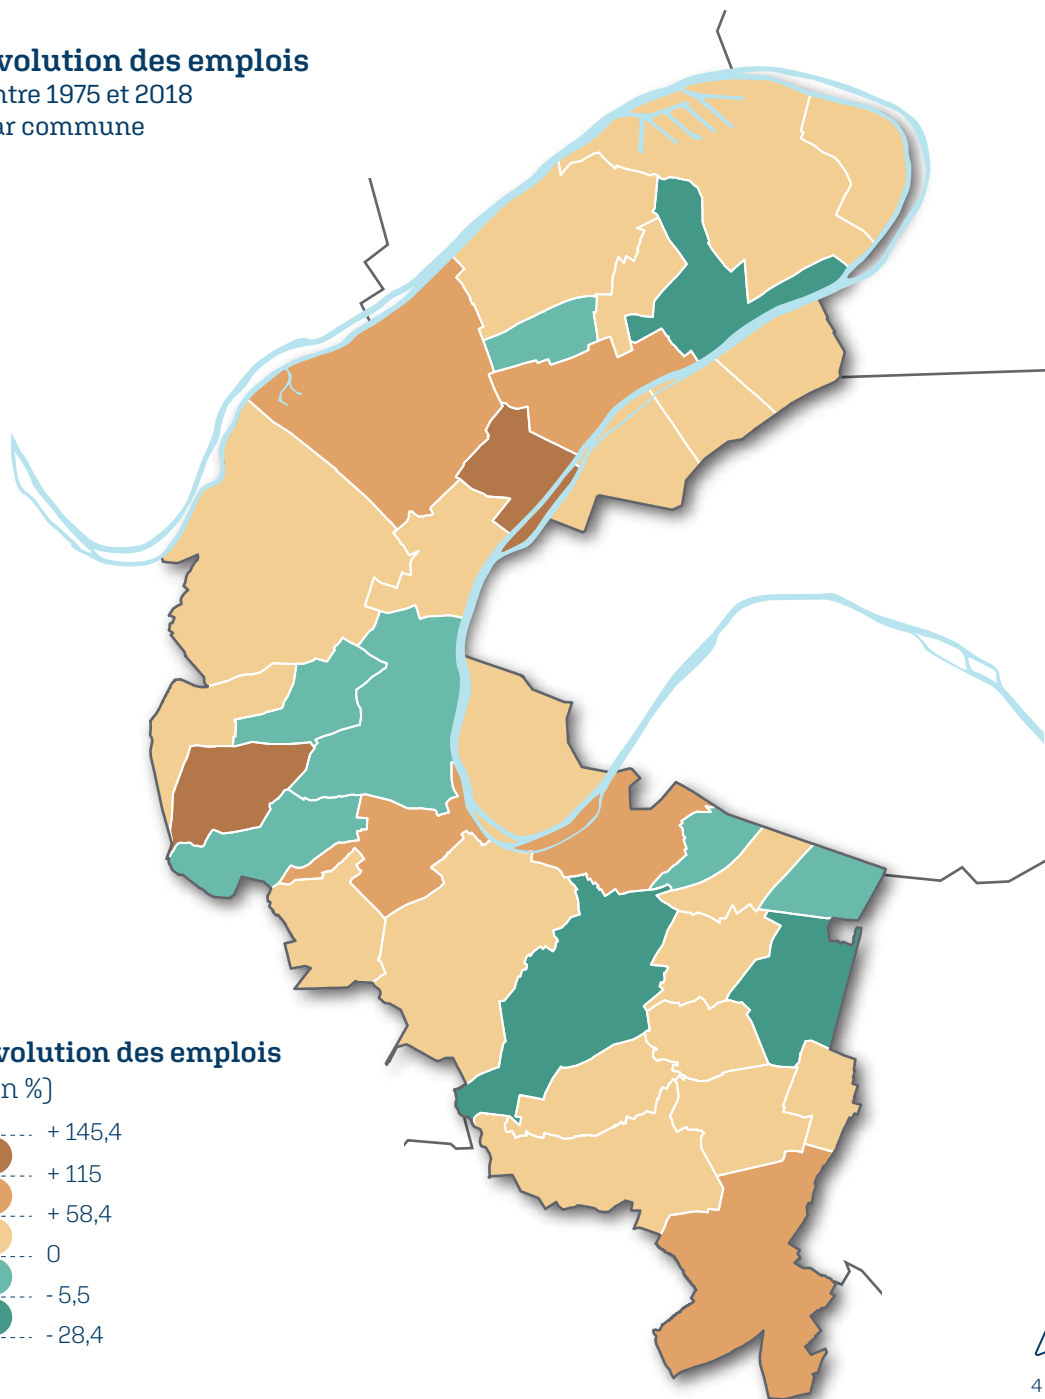 volution des emplois
ntre 1975 et 2018
ar commune
volution des emplois
n %)
+ 145,4
+ 115
+ 58,4
0
- 5,5
- 28,4
4